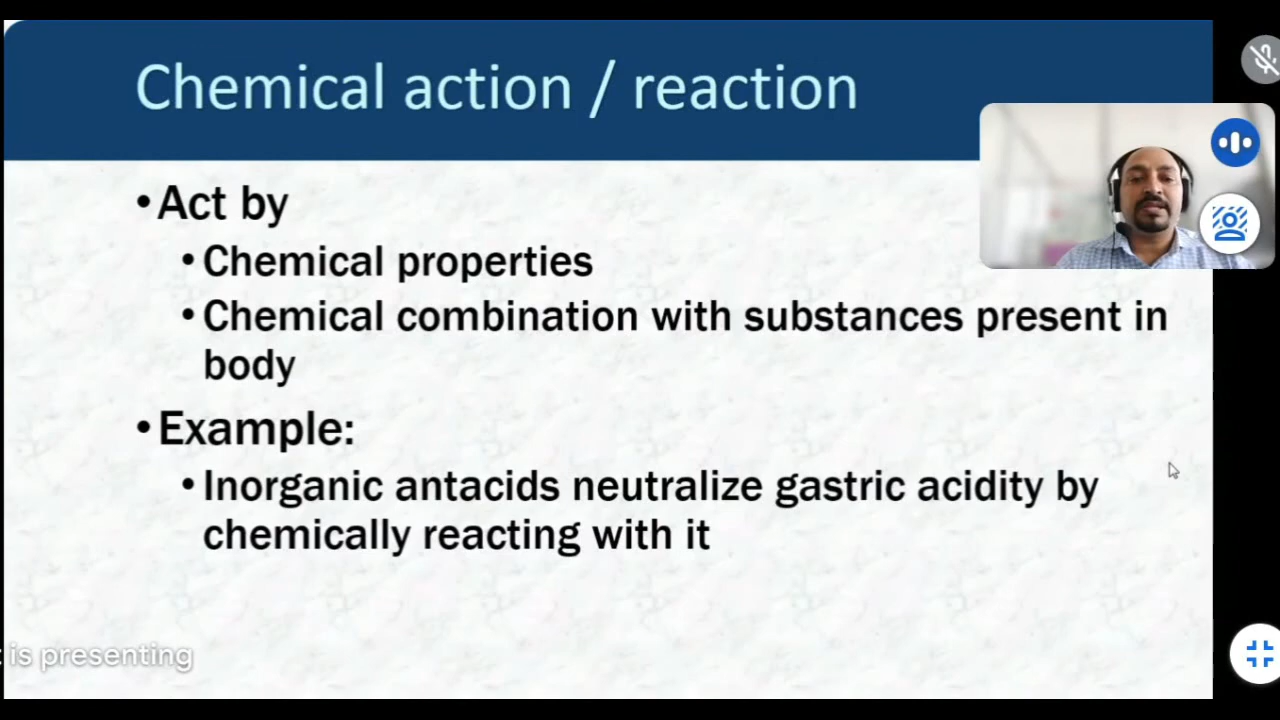 Chemical action / reaction
•Act by
•Chemical properties
•Chemical combination with substances present in
body
•Example:
•Inorganic antacids neutralize gastric acidity by
chemically reacting with it
is presenting